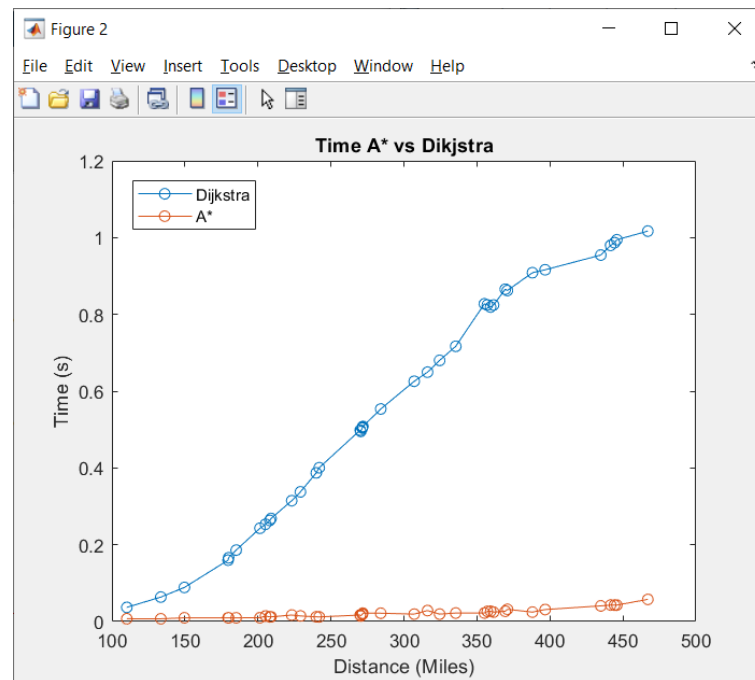 Figure 2
File Edit View Insert Tools Desktop Window Help
Time A* vs Dikjstra
Dijkstra
A*
1.2
1
0.8
0.6
0.4
0.2
0
Time (s)
100 150 200 250 300 350 400 450 500
Distance (Miles)